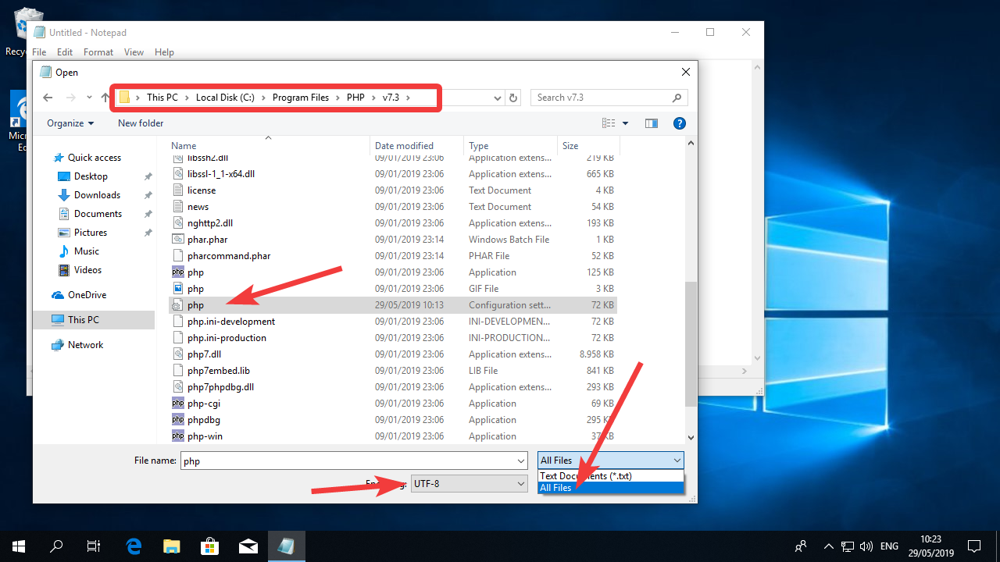 Recyc
Untitled - Notepad
File Edit Format View Help
Open
This PC Local Disk (C:) Program Files PHP v7.3
Search v7.3
Organize New folder
Name Date modified Type Size
Quick access
Desktop
Downloads
Documents
Pictures
Music
Videos
OneDrive
This PC
Network
libssh2.dll 09/01/2019 23:06 Application extens... 219 KB
libssl-1_1-x64.dll 09/01/2019 23:06 Application extens... 665 KB
license 09/01/2019 23:06 Text Document 4 KB
news 09/01/2019 23:06 Text Document 54 KB
nghttp2.dll 09/01/2019 23:06 Application extens... 193 KB
phar.phar 09/01/2019 23:14 Windows Batch File 1 KB
pharcommand.phar 09/01/2019 23:14 PHAR File 52 KB
php php 09/01/2019 23:06 Application 125 KB
php 09/01/2019 23:06 GIF File 3 KB
php 29/05/2019 10:13 Configuration sett... 72 KB
php.ini-development 09/01/2019 23:06 INI-DEVELOPMEN... 72 KB
php.ini-production 09/01/2019 23:06 INI-PRODUCTION... 72 KB
php7.dll 09/01/2019 23:06 Application extens... 8.958 KB
php7embed.lib 09/01/2019 23:06 LIB File 841 KB
php7phpdbg.dll 09/01/2019 23:06 Application extens... 293 KB
php php-cgi 09/01/2019 23:06 Application 69 KB
php phpdbg 09/01/2019 23:06 Application 295 KB
php php-win 09/01/2019 23:06 Application 37 KB
File name: php
All Files
Text Documents (*.txt)
All Files
UTF-8
Micr
Ed
ENG
10:23
29/05/2019